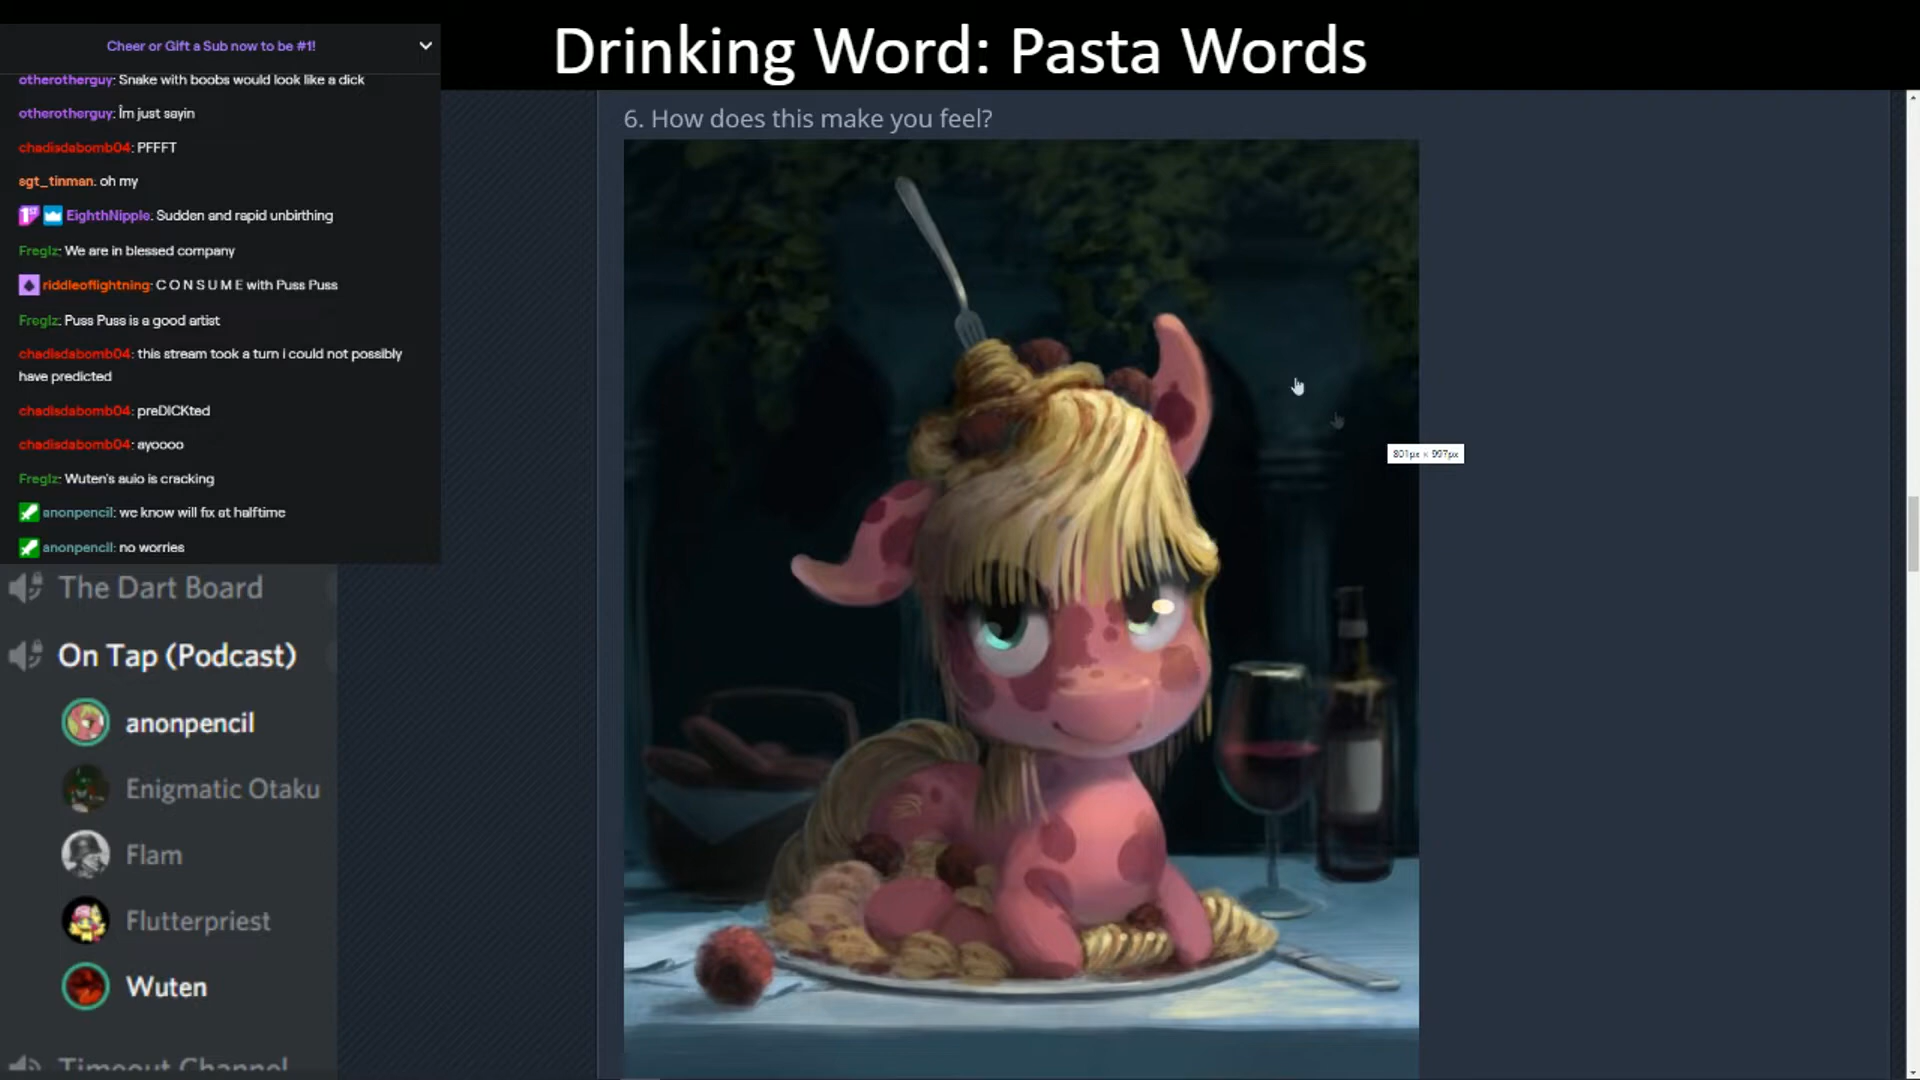 Drinking Word: Pasta Words
Cheer or Gift a Sub now to be #1!
otherotherguy: Snake with boobs would look like a dick
otherotherguy: Îm just sayin
chadisdabomb04: PFFFT
sgt_tinman: oh my
EighthNipple: Sudden and rapid unbirthing
Freglz: We are in blessed company
riddleoflightning: C O N S U M E with Puss Puss
Freglz: Puss Puss is a good artist
chadisdabomb04: this stream took a turn i could not possibly
have predicted
chadisdabomb04: preDICKted
chadisdabomb04: ayoooo
Freglz: Wuten's auio is cracking
anonpencil: we know will fix at halftime
anonpencil: no worries
The Dart Board
On Tap (Podcast)
anonpencil
Enigmatic Otaku
Flam
Flutterpriest
Wuten
Timeout Channel
6. How does this make you feel?
801px × 997px